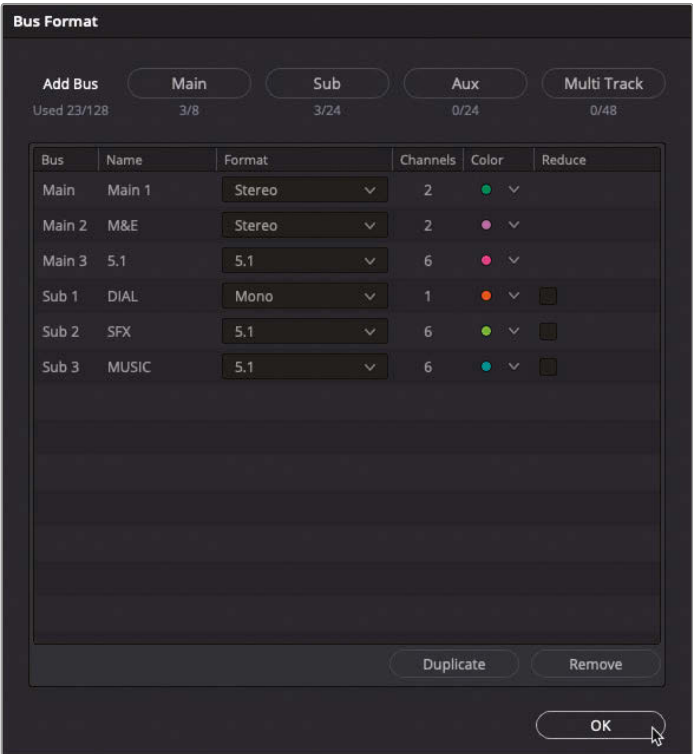 Bus Format
Add Bus Main Sub Aux Multi Track
Used 23/128 3/8 3/24 0/24 0/48
Bus Name Format Channels Color Reduce
Main Main 1 Stereo 2
Main 2 M&E Stereo 2
Main 3 5.1 5.1 6
Sub 1 DIAL Mono 1
Sub 2 SFX 5.1 6
Sub 3 MUSIC 5.1 6
Duplicate Remove
OK